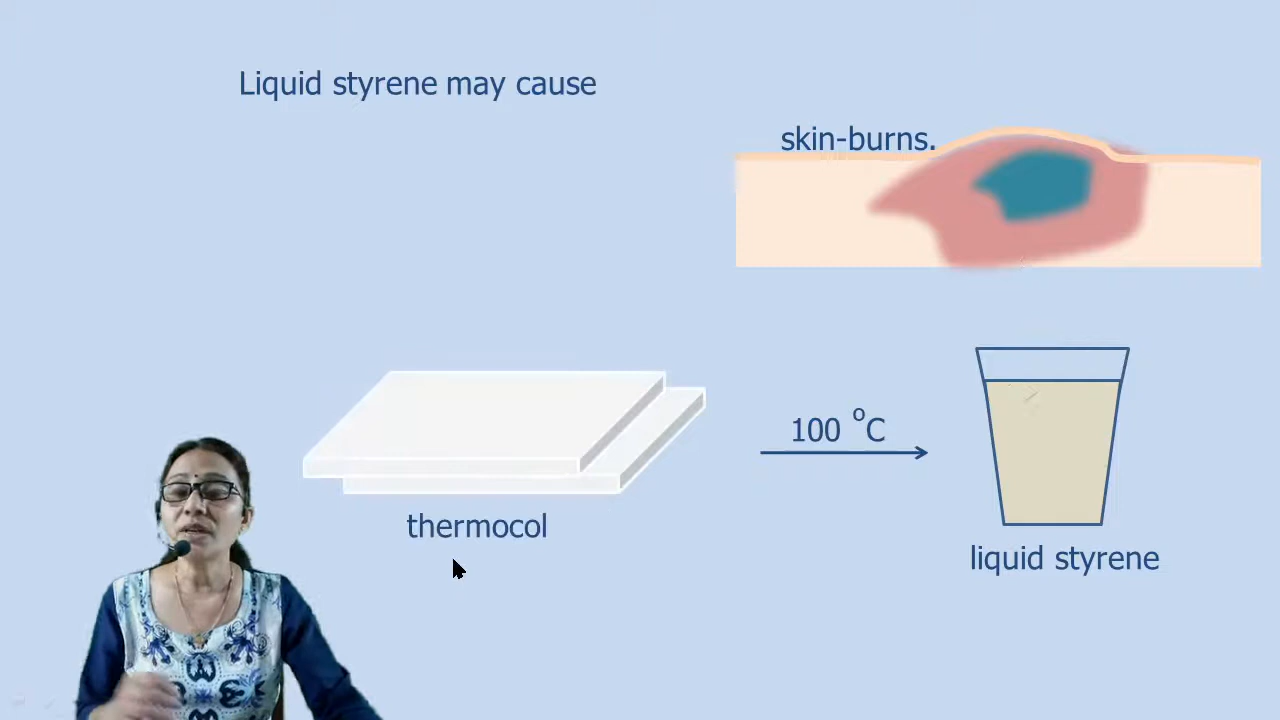 Liquid styrene may cause
skin-burns.
100 °C
thermocol
liquid styrene